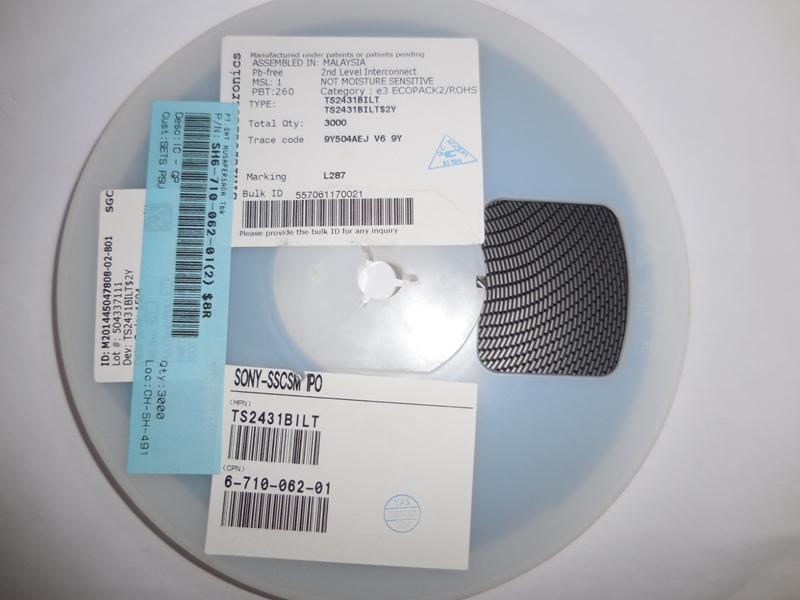 Manufactured under patents or patents pending
ASSEMBLED IN: MALAYSIA
Pb-free 2nd Level Interconnect
MSL: 1 NOT MOISTURE SENSITIVE
PBT:260 Category : e3 ECOPACK2/ROHS
TYPE: TS2431BILT
TS2431BILT$2Y
Total Qty: 3000
Trace code 9Y504AEJ V6 9Y
Marking L287
Bulk ID 557061170021
Please provide the bulk ID for any inquiry
P/N: SH6-710-062-01(2) $8R
Desc:IC - QP
Qty:3000
Cust:SETS PSU
Loc:CH-SH-491
SGC
ID: M201445047808-02-B01
Lot #: 504337111
Dev: TS2431BILT$2Y
SONY-SSCSM IPO
(MPN)
TS2431BILT
(CPN)
6-710-062-01
YAS